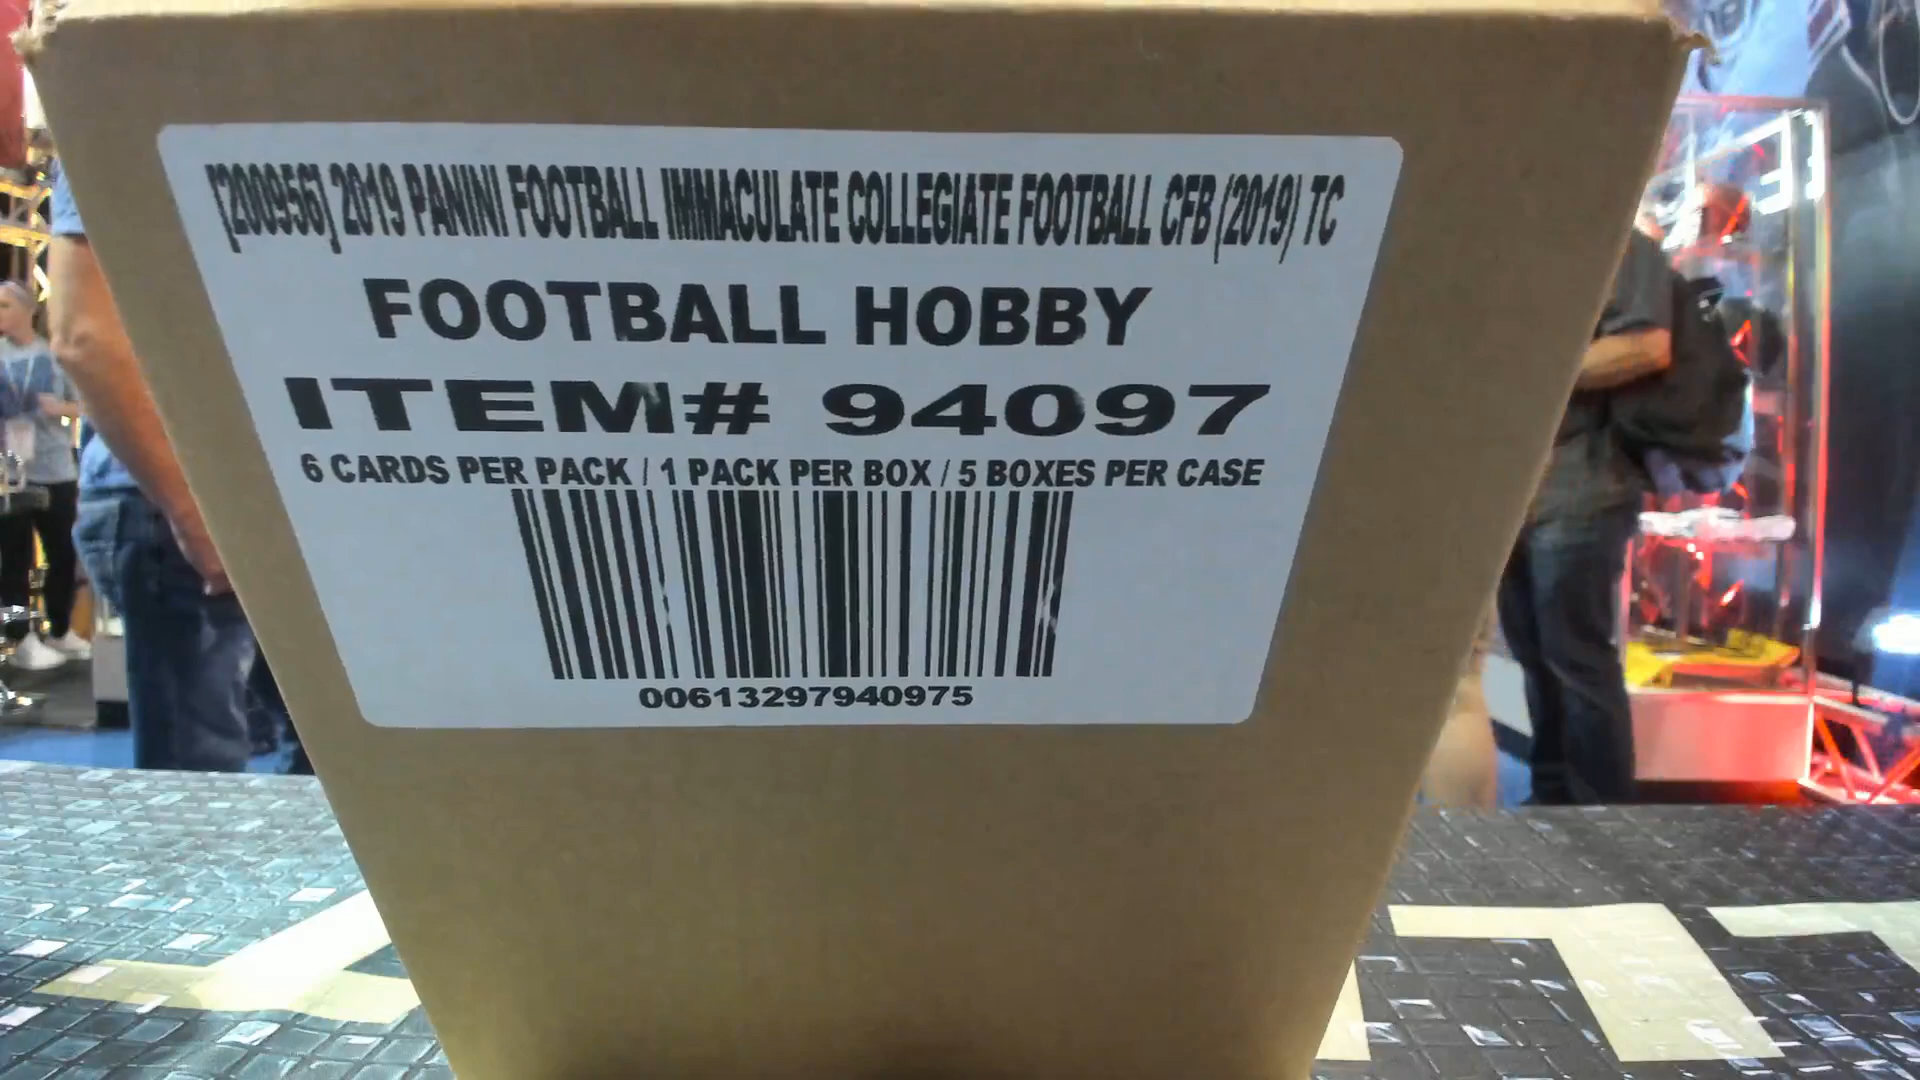 [200956] 2019 PANINI FOOTBALL IMMACULATE COLLEGIATE FOOTBALL CFB (2019) TC
FOOTBALL HOBBY
ITEM# 94097
6 CARDS PER PACK / 1 PACK PER BOX / 5 BOXES PER CASE
00613297940975